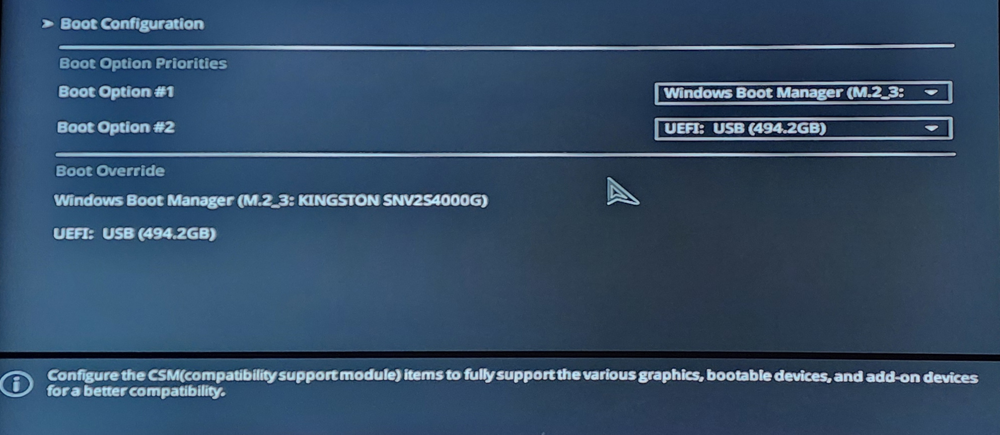 Boot Configuration
Boot Option Priorities
Boot Option #1 Windows Boot Manager (M.2_3:
Boot Option #2 UEFI: USB (494.2GB)
Boot Override
Windows Boot Manager (M.2_3: KINGSTON SNV2S4000G)
UEFI: USB (494.2GB)
Configure the CSM(compatibility support module) items to fully support the various graphics, bootable devices, and add-on devices
for a better compatibility.